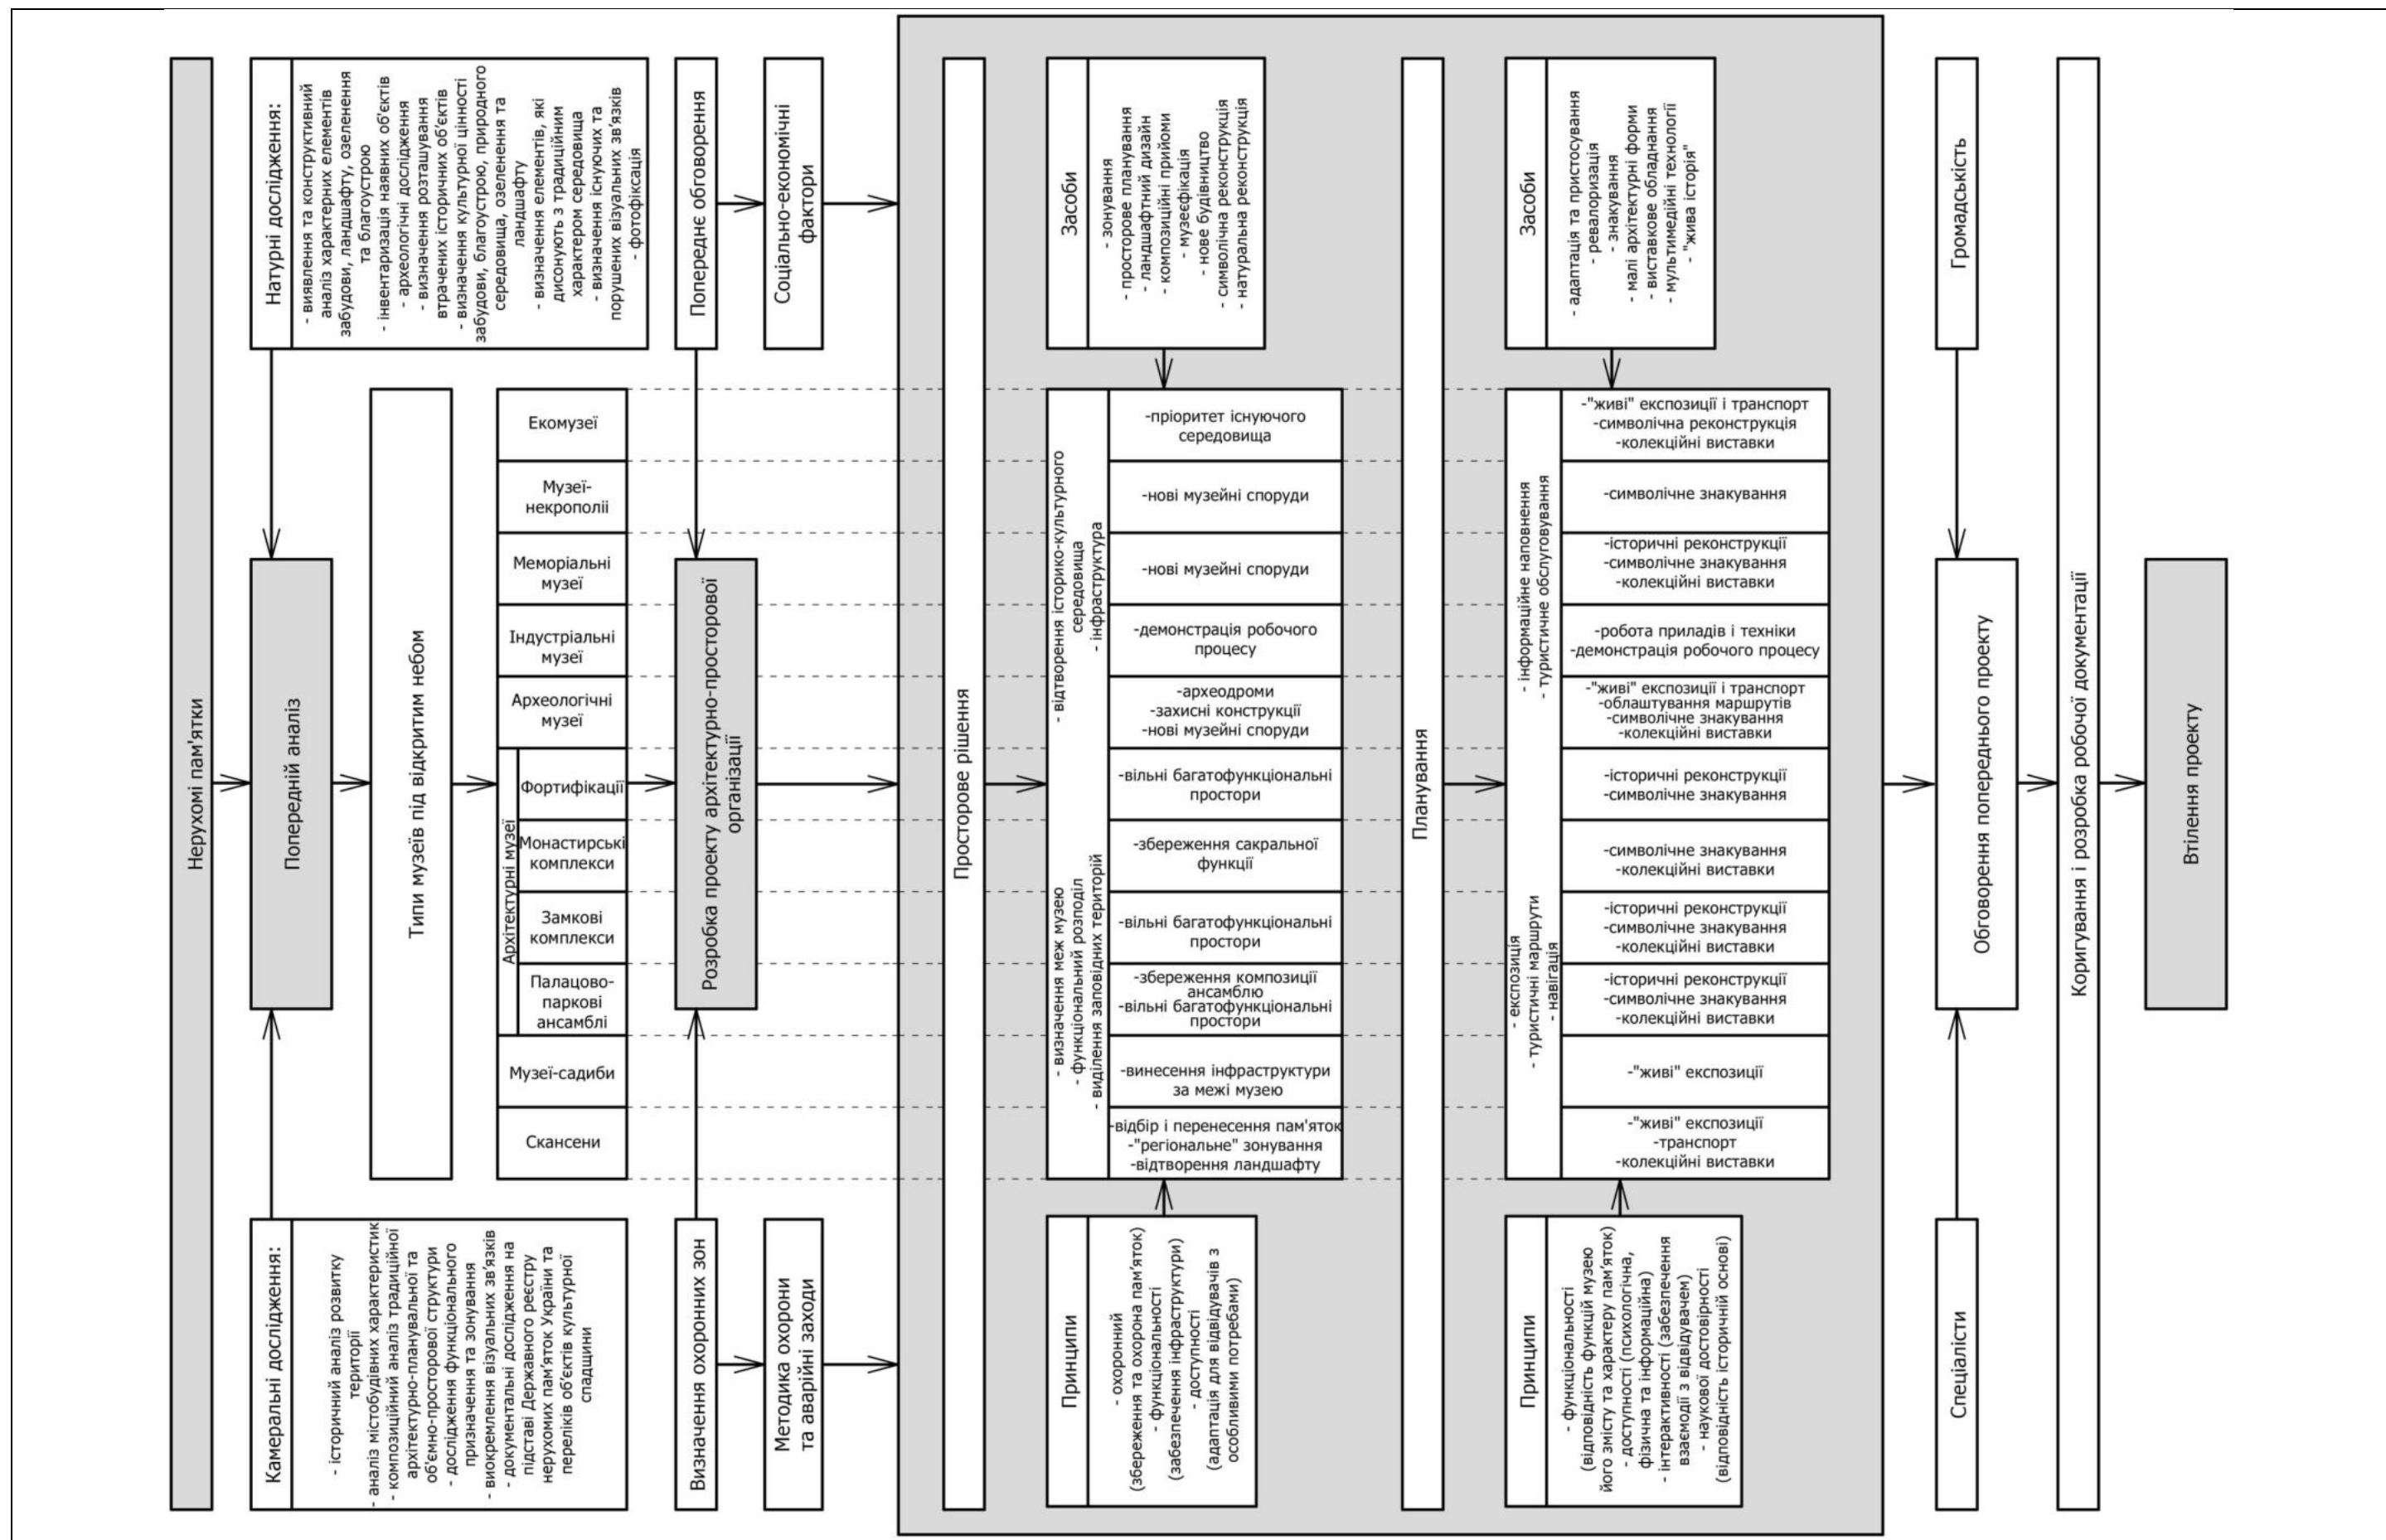 Нерухомі пам'ятки
Камеральні дослідження:
- історичний аналіз розвитку
території
- аналіз містобудівних характеристик
- композиційний аналіз традиційної
архітектурно-планувальної та
об'ємно-просторової структури
- дослідження функціонального
призначення та зонування
- виокремлення візуальних зв'язків
- документальні дослідження на
підставі Державного реєстру
нерухомих пам'яток України та
переліків об'єктів культурної
спадщини
Попередній аналіз
Натурні дослідження:
- виявлення та конструктивний
аналіз характерних елементів
забудови, ландшафту, озеленення
та благоустрою
- інвентаризація наявних об'єктів
- археологічні дослідження
- визначення розташування
втрачених історичних об'єктів
- визначення культурної цінності
забудови, благоустрою, природного
середовища, озеленення та
ландшафту
- визначення елементів, які
дисонують з традиційним
характером середовища
- визначення існуючих та
порушених візуальних зв'язків
- фотофіксація
Типи музеїв під відкритим небом
Скансени
Музеї-садиби
Архітектурні музеї
Палацово-
паркові
ансамблі
Замкові
комплекси
Монастирські
комплекси
Фортифікації
Археологічні
музеї
Індустріальні
музеї
Меморіальні
музеї
Музеї-
некрополіі
Екомузеї
Визначення охоронних зон
Розробка проекту архітектурно-просторової
організації
Попереднє обговорення
Методика охорони
та аварійні заходи
Соціально-економічні
фактори
Просторове рішення
Принципи
- охоронний
(збереження та охорона пам'яток)
- функціональності
(забезпечення інфраструктури)
- доступності
(адаптація для відвідувачів з
особливими потребами)
- визначення меж музею
- функціональний розподіл
- виділення заповідних територій
- відтворення історико-культурного
середовища
- інфраструктура
-відбір і перенесення пам'яток
-"регіональне" зонування
-відтворення ландшафту
-винесення інфраструктури
за межі музею
-збереження композиції
ансамблю
-вільні багатофункціональні
простори
-вільні багатофункціональні
простори
-збереження сакральної
функції
-вільні багатофункціональні
простори
-археодроми
-захисні конструкції
-нові музейні споруди
-демонстрація робочого
процесу
-нові музейні споруди
-нові музейні споруди
-пріоритет існуючого
середовища
Засоби
- зонування
- просторове планування
- ландшафтний дизайн
- композиційні прийоми
- музеєфікація
- нове будівництво
- символічна реконструкція
- натуральна реконструкція
Планування
Принципи
- функціональності
(відповідність функцій музею
його змісту та характеру пам'яток)
- доступності (психологічна,
фізична та інформаційна)
- інтерактивності (забезпечення
взаємодії з відвідувачем)
- наукової достовірності
(відповідність історичній основі)
- експозиція
- туристичні маршрути
- навігація
- інформаційне наповнення
- туристичне обслуговування
-"живі" експозиції
-транспорт
-колекційні виставки
-"живі" експозиції
-історичні реконструкції
-символічне знакування
-колекційні виставки
-історичні реконструкції
-символічне знакування
-колекційні виставки
-символічне знакування
-колекційні виставки
-історичні реконструкції
-символічне знакування
-"живі" експозиції і транспорт
-облаштування маршрутів
-символічне знакування
-колекційні виставки
-робота приладів і техніки
-демонстрація робочого процесу
-історичні реконструкції
-символічне знакування
-колекційні виставки
-символічне знакування
-"живі" експозиції і транспорт
-символічна реконструкція
-колекційні виставки
Засоби
- адаптація та пристосування
- ревалоризація
- знакування
- малі архітектурні форми
- виставкове обладнання
- мультимедійні технології
- "жива історія"
Спеціалісти
Обговорення попереднього проекту
Громадськість
Коригування і розробка робочої документації
Втілення проекту